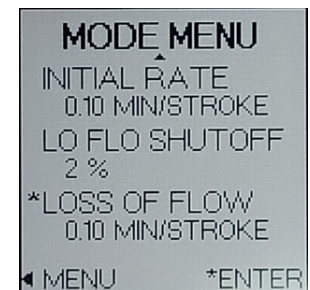 MODE MENU
INITIAL RATE
0.10 MIN/STROKE
LO FLO SHUTOFF
2 %
*LOSS OF FLOW
0.10 MIN/STROKE
MENU *ENTER